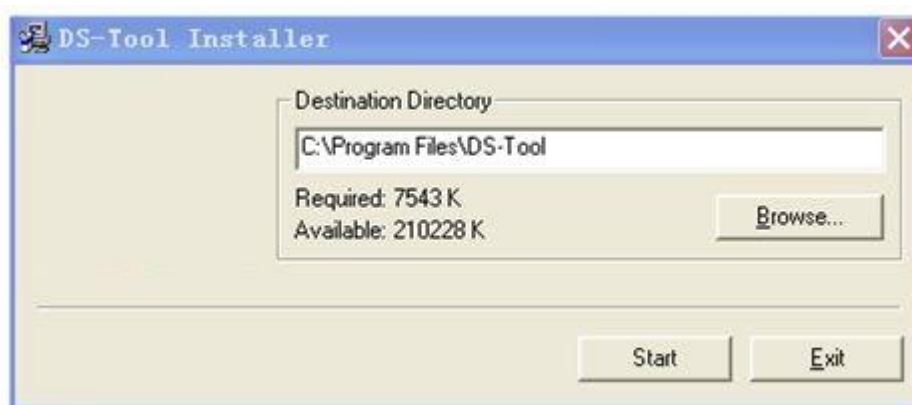 DS-Tool Installer
Destination Directory
C:\Program Files\DS-Tool
Required: 7543 K
Available: 210228 K
Browse...
Start
Exit